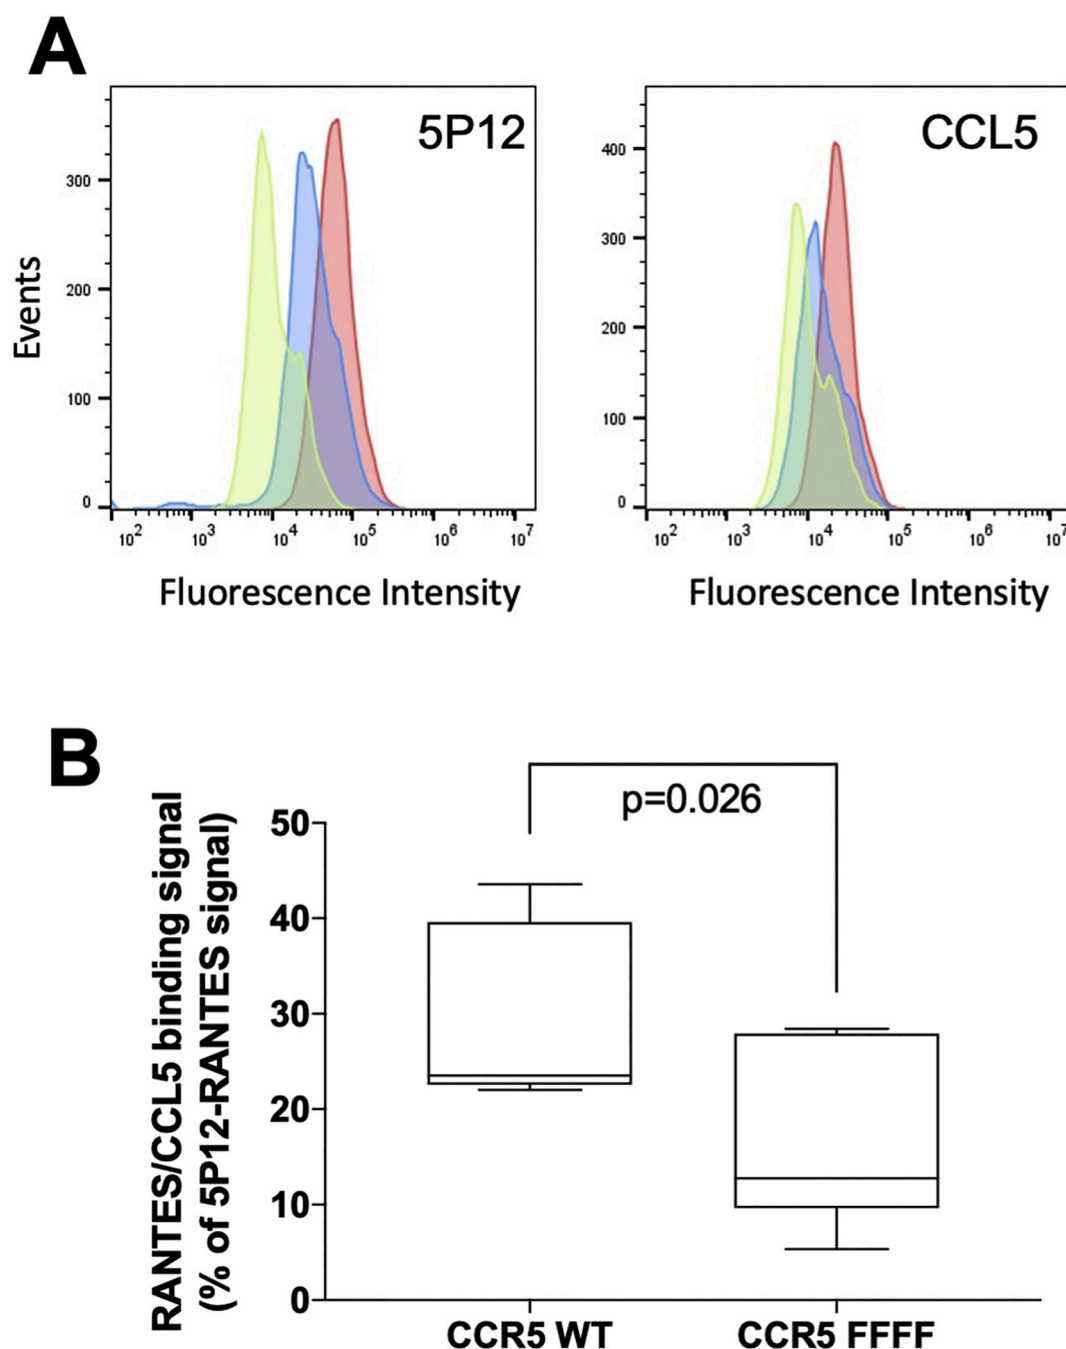 A
5P12
CCL5
Events
300
200
100
0
400
300
200
100
0
10² 10³ 10⁴ 10⁵ 10⁶ 10⁷
10² 10³ 10⁴ 10⁵ 10⁶ 10⁷
Fluorescence Intensity
Fluorescence Intensity
B
p=0.026
RANTES/CCL5 binding signal
(% of 5P12-RANTES signal)
50
40
30
20
10
0
CCR5 WT
CCR5 FFFF